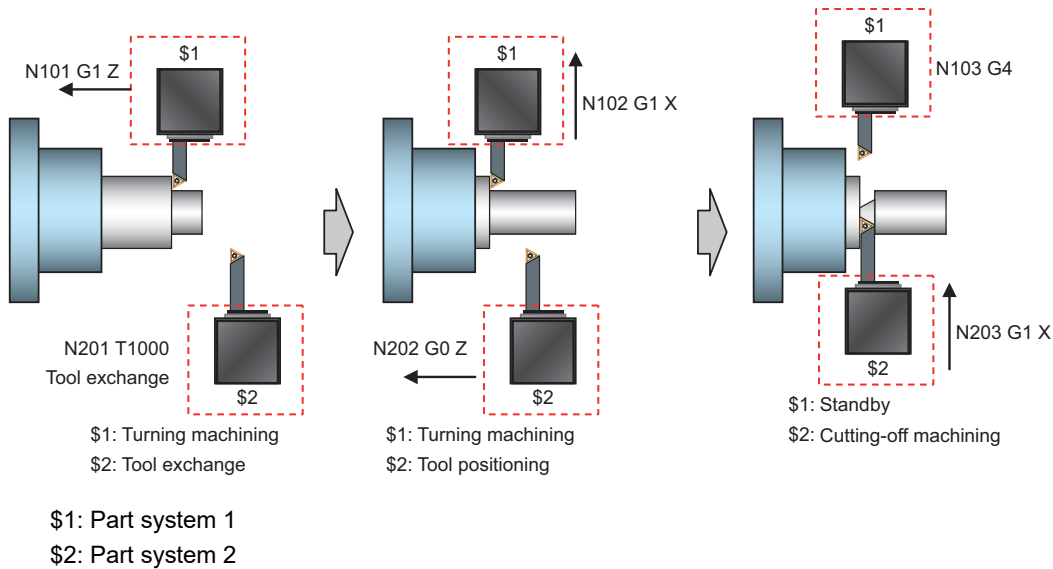 $1
N101 G1 Z
N201 T1000
Tool exchange
$2
$1: Turning machining
$2: Tool exchange
$1
N102 G1 X
N202 G0 Z
$2
$1: Turning machining
$2: Tool positioning
$1
N103 G4
N203 G1 X
$2
$1: Standby
$2: Cutting-off machining
$1: Part system 1
$2: Part system 2